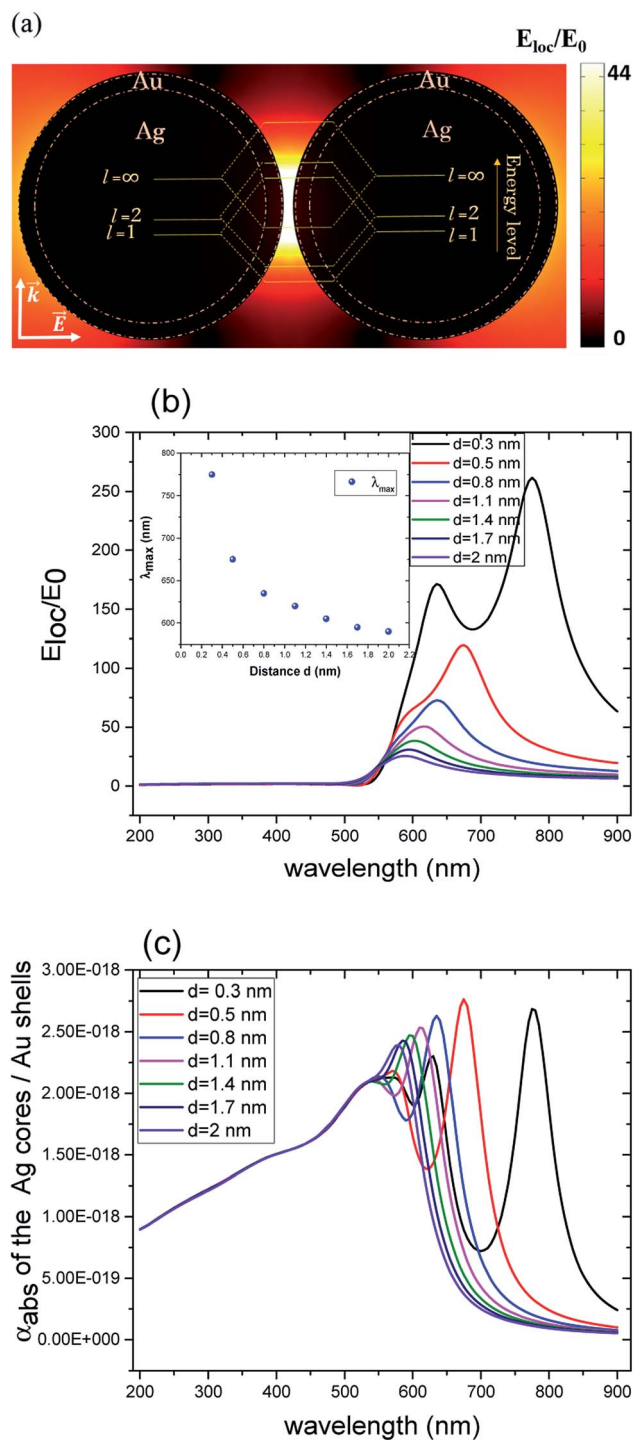 (a)
E_loc/E_0
44
0
Au
Ag
Ag
l=∞
l=2
l=1
l=∞
l=2
l=1
Energy level
k
E
(b)
300
250
200
150
100
50
0
Eloc/E0
200 300 400 500 600 700 800 900
wavelength (nm)
d=0.3 nm
d=0.5 nm
d=0.8 nm
d=1.1 nm
d=1.4 nm
d=1.7 nm
d=2 nm
800
750
700
650
600
λmax (nm)
λmax
0.0 0.2 0.4 0.6 0.8 1.0 1.2 1.4 1.6 1.8 2.0 2.2
Distance d (nm)
(c)
3.00E-018
2.50E-018
2.00E-018
1.50E-018
1.00E-018
5.00E-019
0.00E+000
αabs of the Ag cores / Au shells
d= 0.3 nm
d=0.5 nm
d=0.8 nm
d=1.1 nm
d=1.4 nm
d=1.7 nm
d=2 nm
200 300 400 500 600 700 800 900
wavelength (nm)